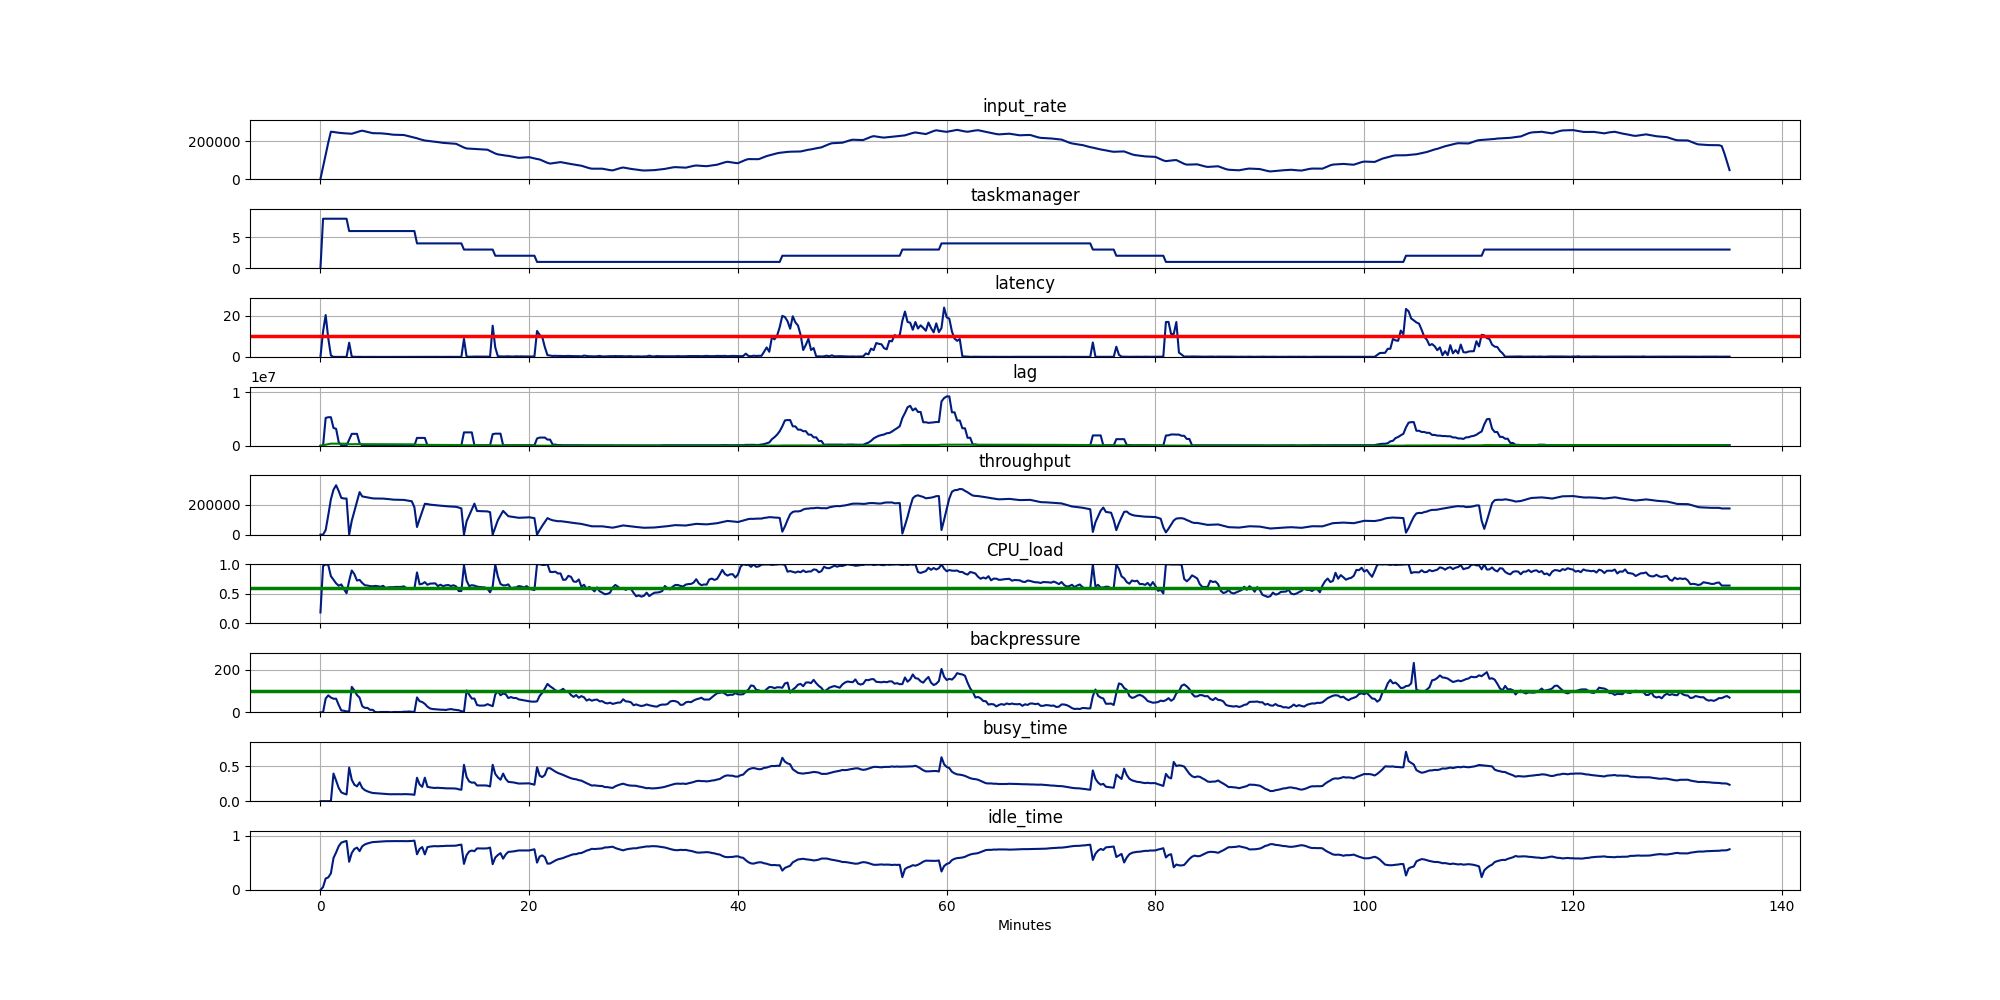 input_rate
200000
0
taskmanager
5
0
latency
20
0
1e7
lag
1
0
throughput
200000
0
CPU_load
1.0
0.5
0.0
backpressure
200
0
busy_time
0.5
0.0
idle_time
1
0
0 20 40 60 80 100 120 140
Minutes